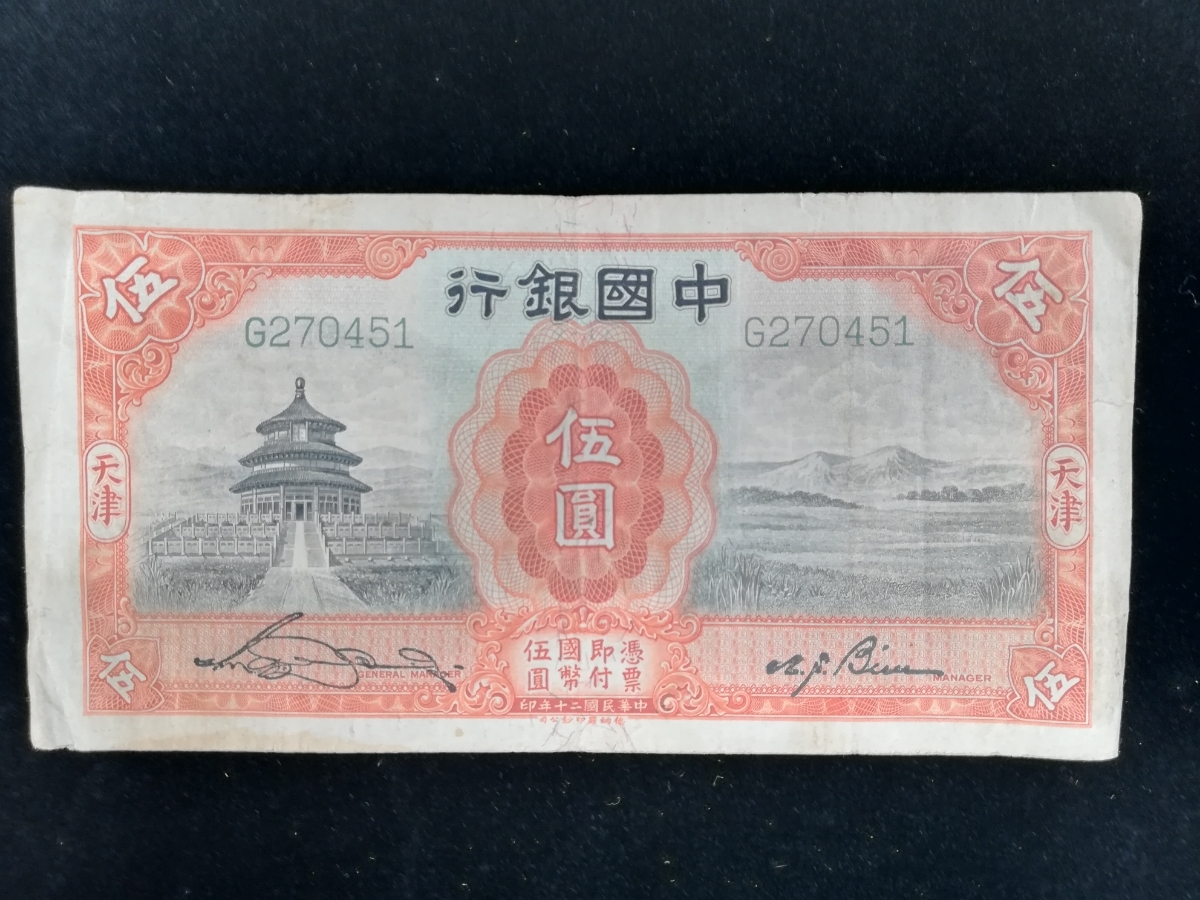 伍
伍
中國銀行
G270451
G270451
伍圓
天津
天津
憑票
即付
國幣
伍圓
GENERAL MANAGER
MANAGER
伍
伍
中華民國二十年印